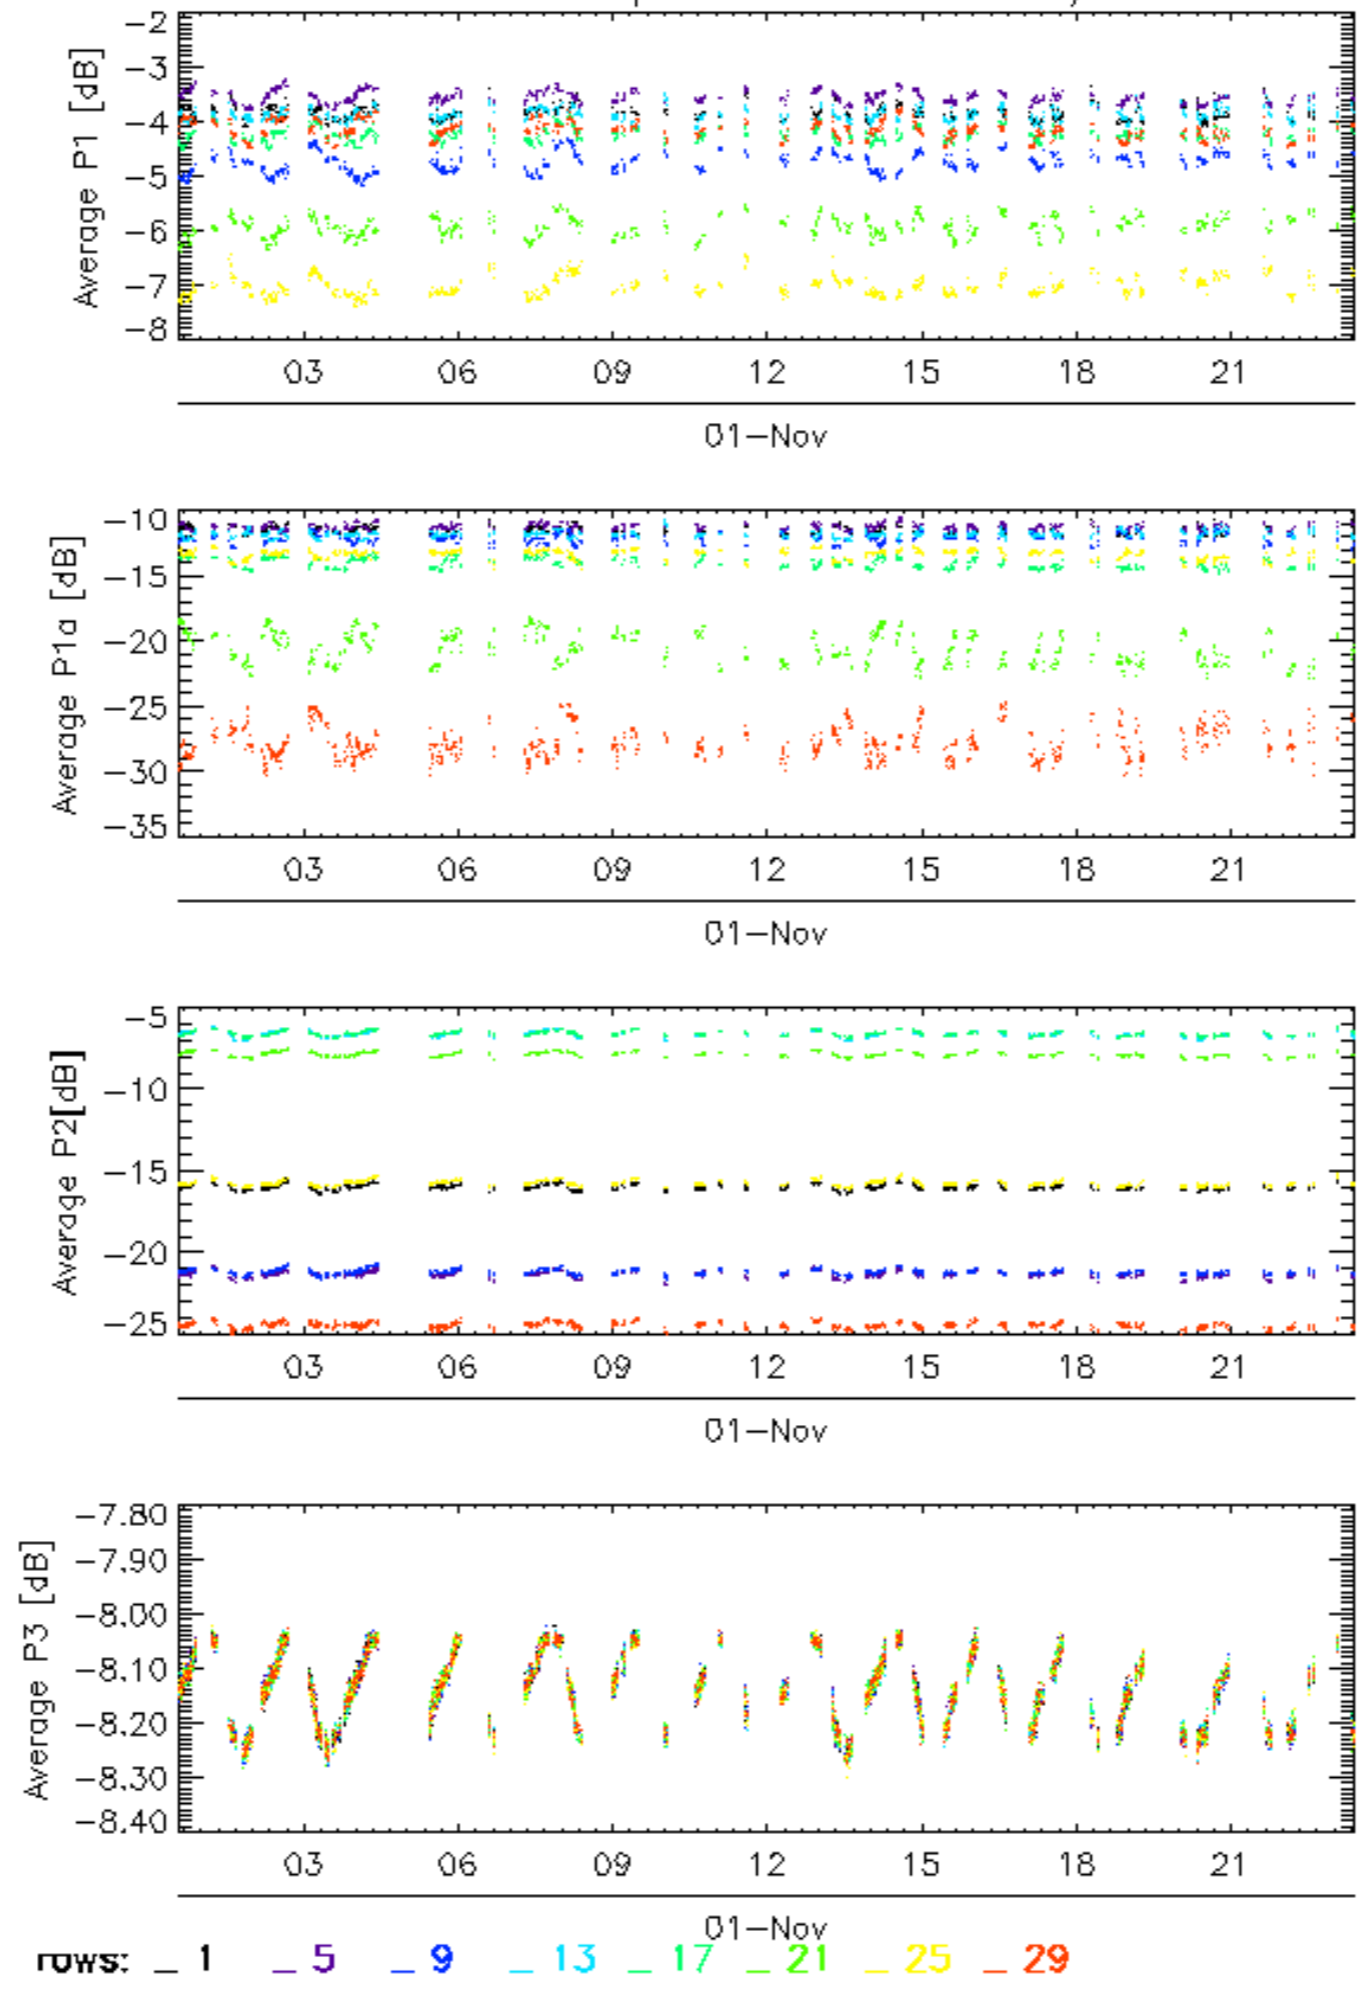 Average P1 [dB]
-2
-3
-4
-5
-6
-7
-8
03 06 09 12 15 18 21
01-Nov
Average P1a [dB]
-10
-15
-20
-25
-30
-35
03 06 09 12 15 18 21
01-Nov
Average P2[dB]
-5
-10
-15
-20
-25
03 06 09 12 15 18 21
01-Nov
Average P3 [dB]
-7.80
-7.90
-8.00
-8.10
-8.20
-8.30
-8.40
03 06 09 12 15 18 21
01-Nov
rows: _ 1 _ 5 _ 9 _ 13 _ 17 _ 21 _ 25 _ 29